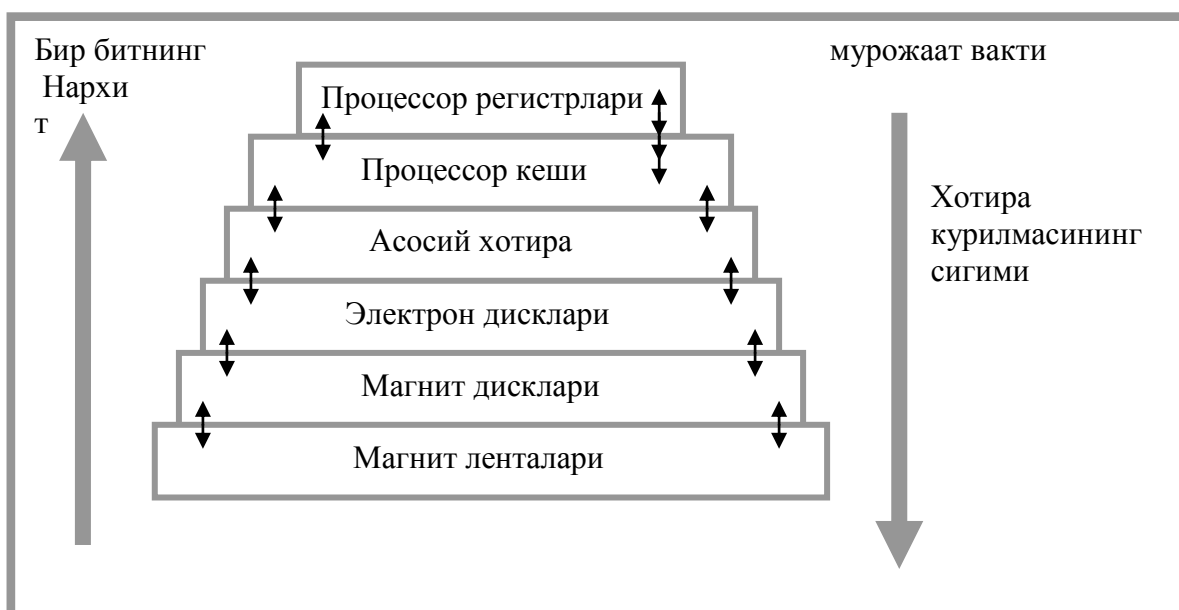 Бир битнинг
Нархи
т
мурожаат вакти
Процессор регистрлари
Процессор кеши
Асосий хотира
Электрон дисклари
Магнит дисклари
Магнит ленталари
Хотира
курилмасининг
сигими